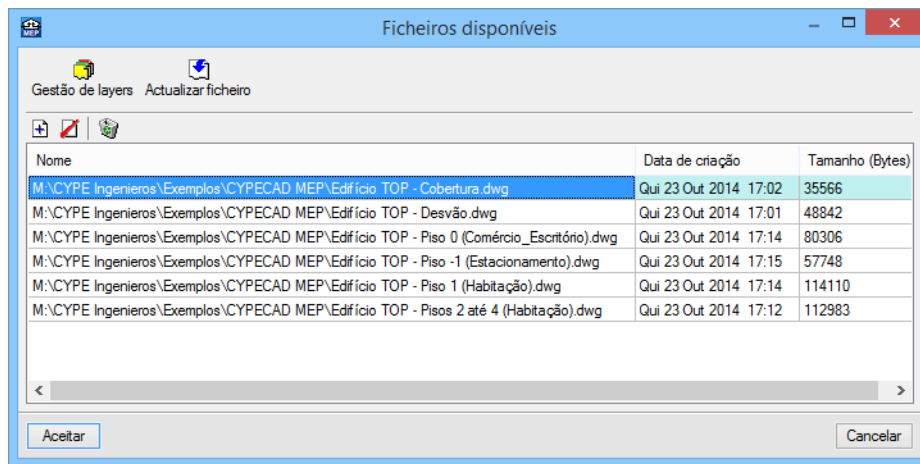 MEP
Ficheiros disponíveis
Gestão de layers Actualizar ficheiro
Nome Data de criação Tamanho (Bytes)
M:\CYPE Ingenieros\Exemplos\CYPECAD MEP\Edifício TOP - Cobertura.dwg Qui 23 Out 2014 17:02 35566
M:\CYPE Ingenieros\Exemplos\CYPECAD MEP\Edifício TOP - Desvão.dwg Qui 23 Out 2014 17:01 48842
M:\CYPE Ingenieros\Exemplos\CYPECAD MEP\Edifício TOP - Piso 0 (Comércio_Escritório).dwg Qui 23 Out 2014 17:14 80306
M:\CYPE Ingenieros\Exemplos\CYPECAD MEP\Edifício TOP - Piso -1 (Estacionamento).dwg Qui 23 Out 2014 17:15 57748
M:\CYPE Ingenieros\Exemplos\CYPECAD MEP\Edifício TOP - Piso 1 (Habitação).dwg Qui 23 Out 2014 17:14 114110
M:\CYPE Ingenieros\Exemplos\CYPECAD MEP\Edifício TOP - Pisos 2 até 4 (Habitação).dwg Qui 23 Out 2014 17:12 112983
Aceitar Cancelar